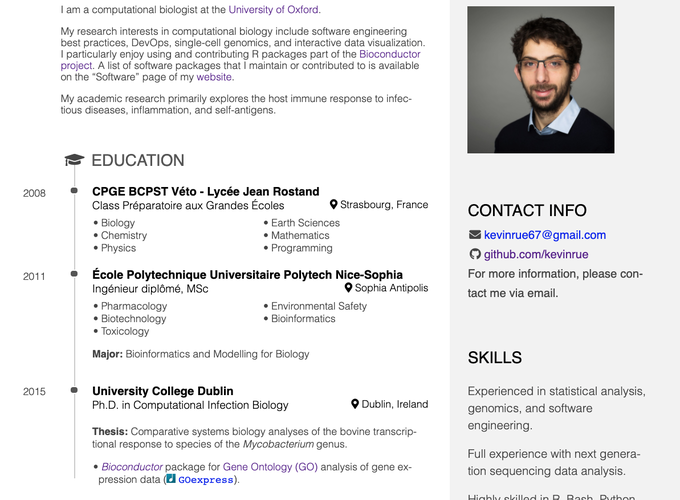 I am a computational biologist at the University of Oxford.
My research interests in computational biology include software engineering
best practices, DevOps, single-cell genomics, and interactive data visualization.
I particularly enjoy using and contributing R packages part of the Bioconductor
project. A list of software packages that I maintain or contributed to is available
on the “Software” page of my website.
My academic research primarily explores the host immune response to infec-
tious diseases, inflammation, and self-antigens.
EDUCATION
2008
CPGE BCPST Véto - Lycée Jean Rostand
Class Préparatoire aux Grandes Écoles
Strasbourg, France
• Biology
• Chemistry
• Physics
• Earth Sciences
• Mathematics
• Programming
2011
École Polytechnique Universitaire Polytech Nice-Sophia
Ingénieur diplômé, MSc
Sophia Antipolis
• Pharmacology
• Biotechnology
• Toxicology
• Environmental Safety
• Bioinformatics
Major: Bioinformatics and Modelling for Biology
2015
University College Dublin
Ph.D. in Computational Infection Biology
Dublin, Ireland
Thesis: Comparative systems biology analyses of the bovine transcrip-
tional response to species of the Mycobacterium genus.
• Bioconductor package for Gene Ontology (GO) analysis of gene ex-
pression data (GOexpress).
CONTACT INFO
kevinrue67@gmail.com
github.com/kevinrue
For more information, please con-
tact me via email.
SKILLS
Experienced in statistical analysis,
genomics, and software
engineering.
Full experience with next genera-
tion sequencing data analysis.
Highly skilled in R, Bash, Python